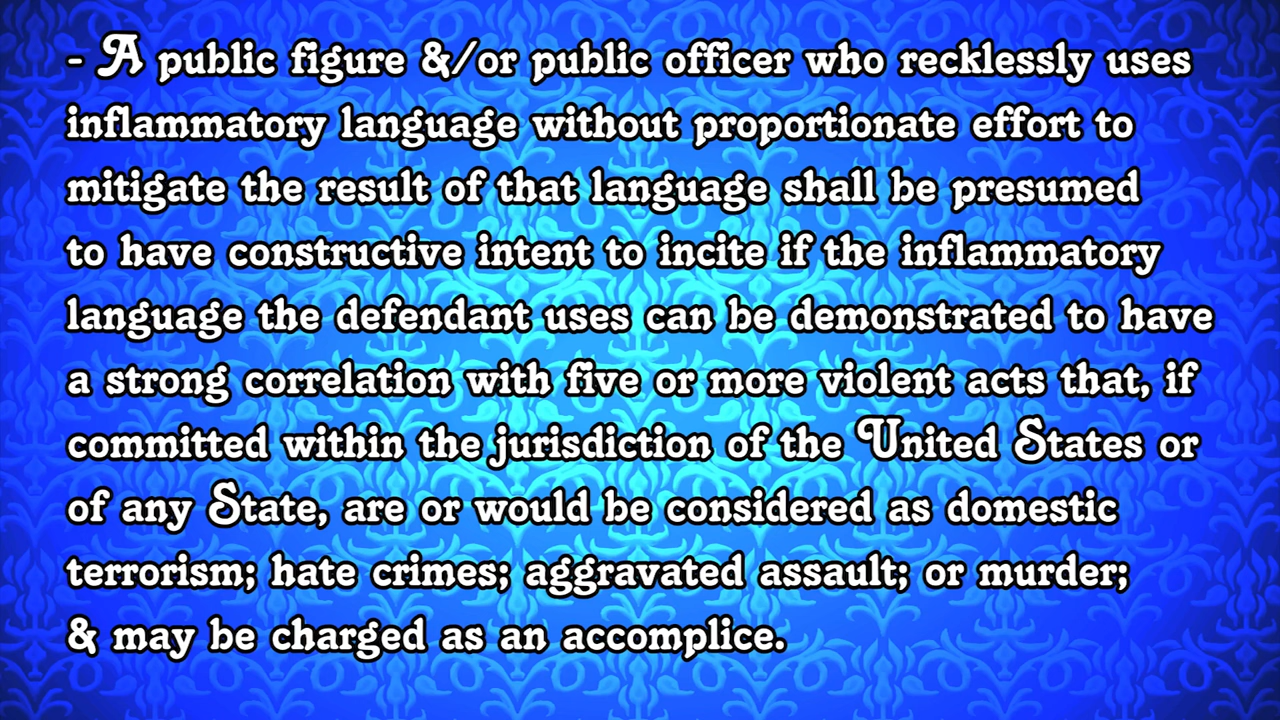 - A public figure &/or public officer who recklessly uses
inflammatory language without proportionate effort to
mitigate the result of that language shall be presumed
to have constructive intent to incite if the inflammatory
language the defendant uses can be demonstrated to have
a strong correlation with five or more violent acts that, if
committed within the jurisdiction of the United States or
of any State, are or would be considered as domestic
terrorism; hate crimes; aggravated assault; or murder;
& may be charged as an accomplice.